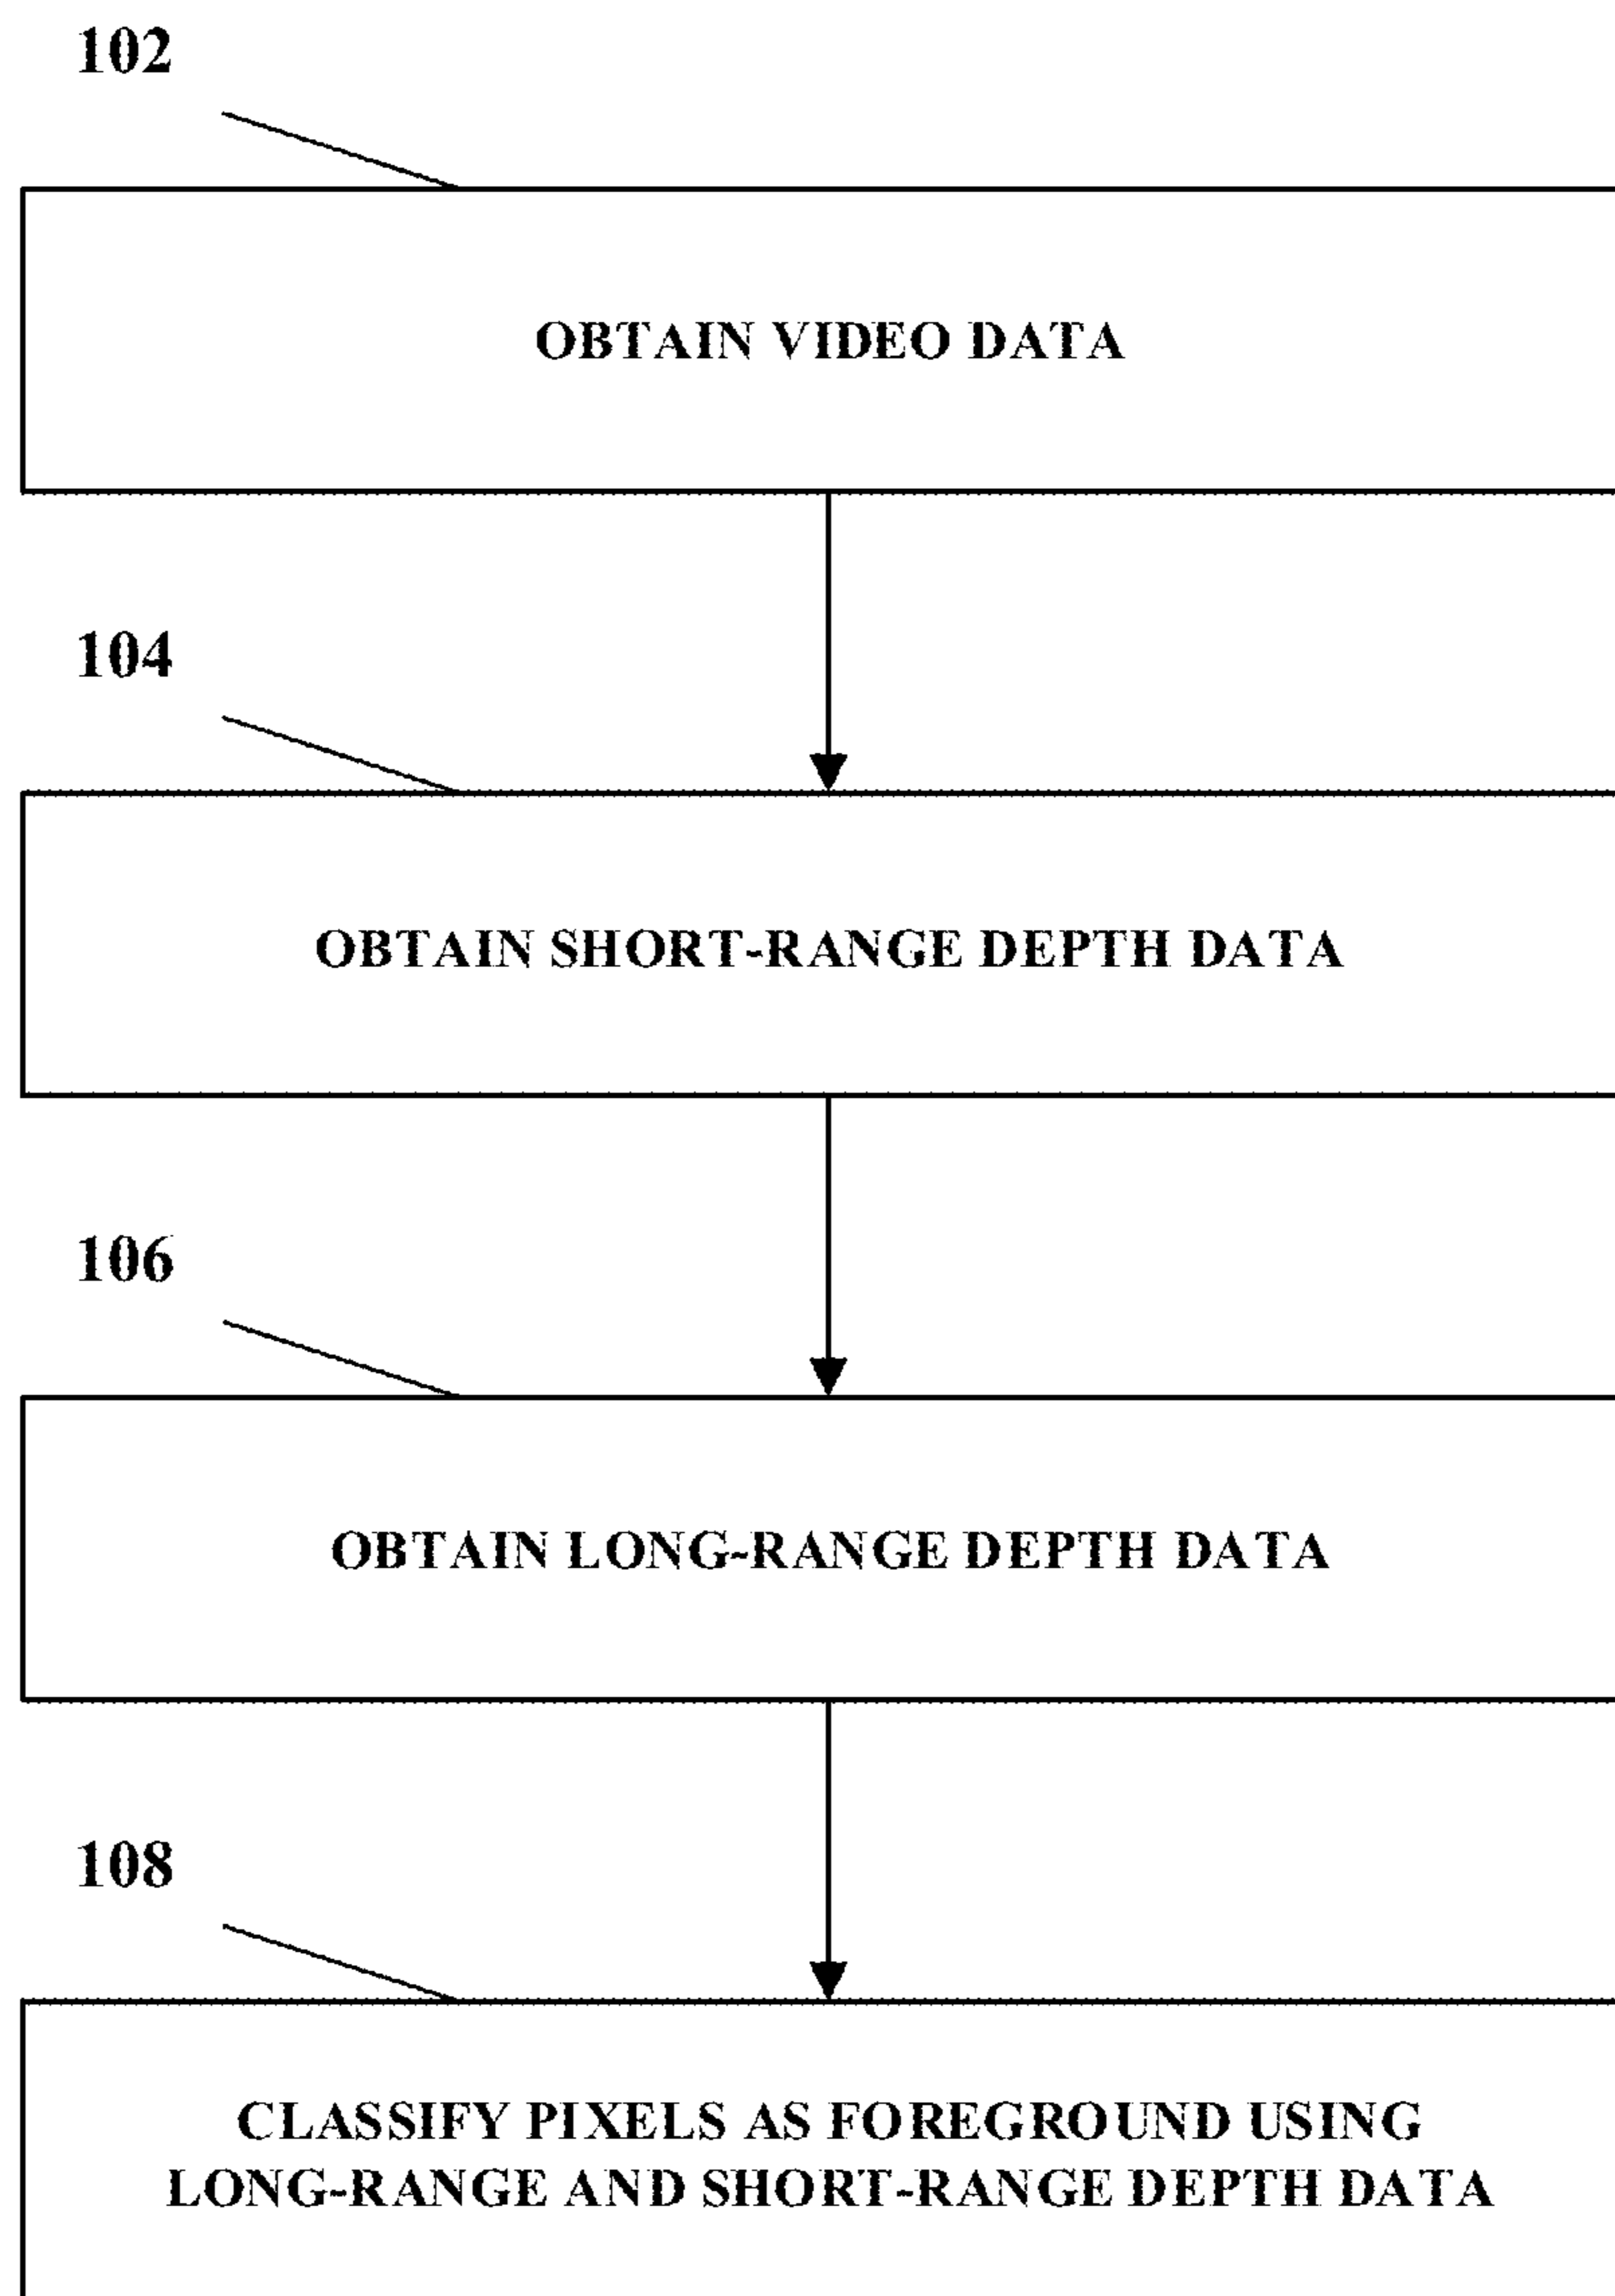 102
OBTAIN VIDEO DATA
104
OBTAIN SHORT-RANGE DEPTH DATA
106
OBTAIN LONG-RANGE DEPTH DATA
108
CLASSIFY PIXELS AS FOREGROUND USING
LONG-RANGE AND SHORT-RANGE DEPTH DATA